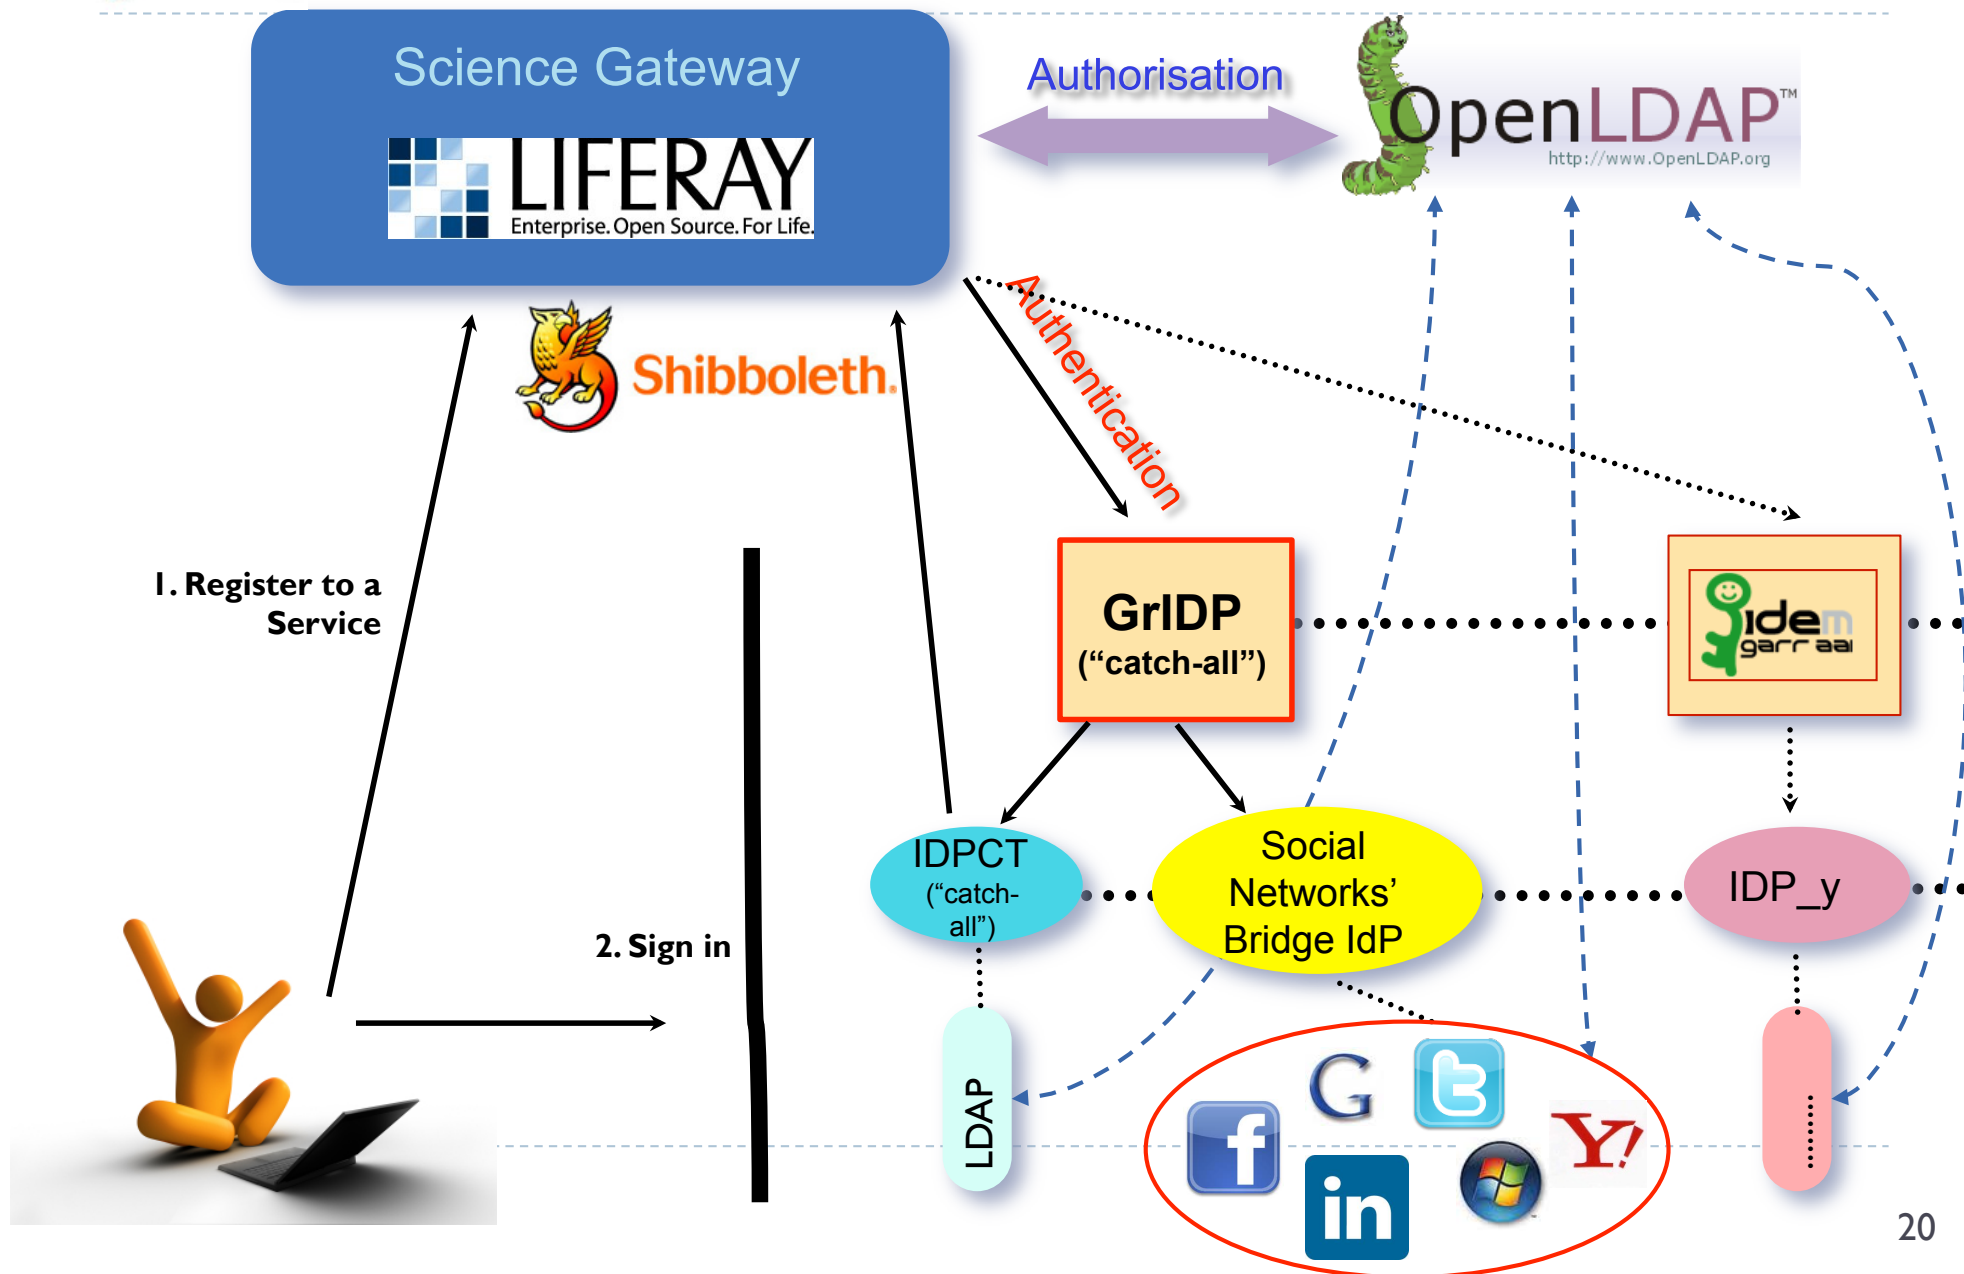 Science Gateway
LIFERAY
Enterprise. Open Source. For Life.
Authorisation
OpenLDAP™
http://www.OpenLDAP.org
Shibboleth.
Authentication
1. Register to a
Service
GrIDP
(“catch-all”)
idem
garr aai
2. Sign in
IDPCT
(“catch-
all”)
Social
Networks’
Bridge IdP
IDP_y
LDAP
........
f
G
t
in
Y!
20